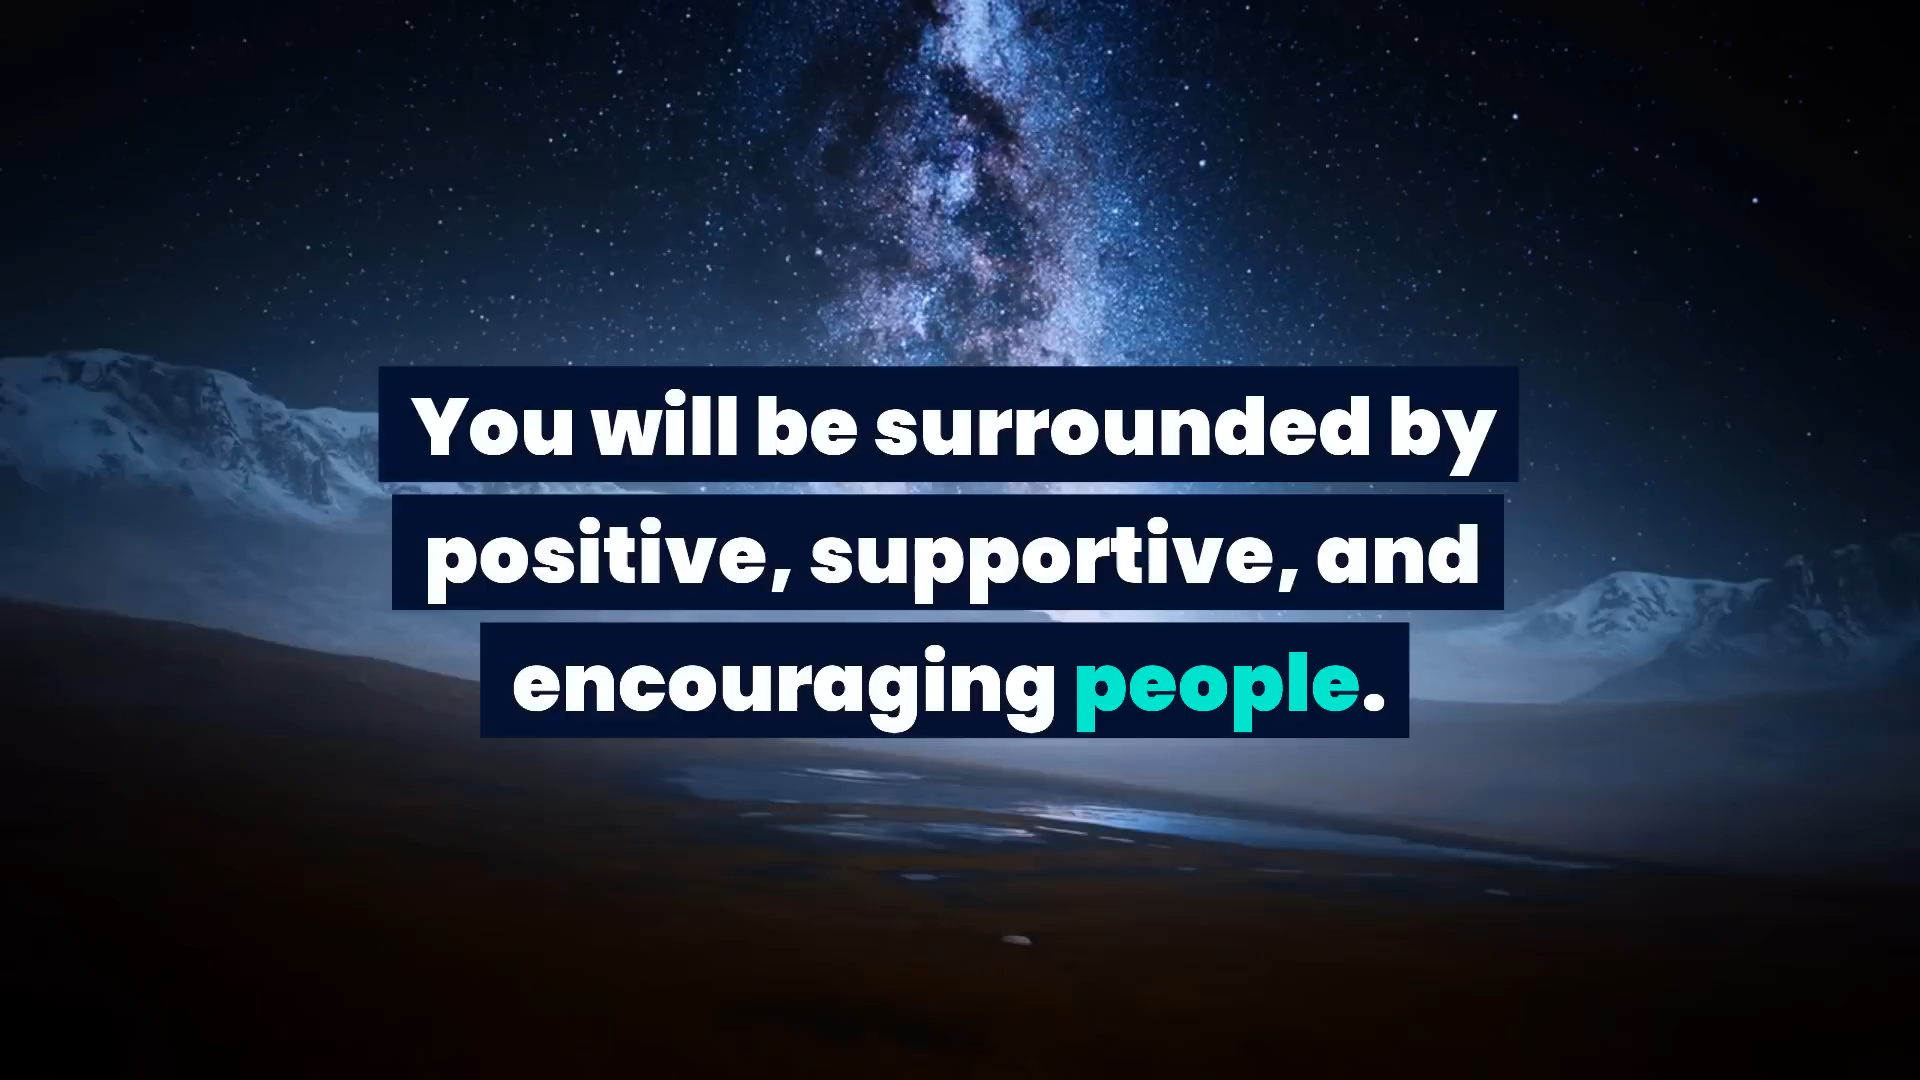 You will be surrounded by
positive, supportive, and
encouraging people.